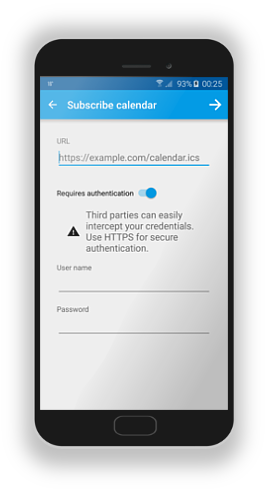 93% 00:25
Subscribe calendar
URL
https://example.com/calendar.ics
Requires authentication
Third parties can easily
intercept your credentials.
Use HTTPS for secure
authentication.
User name
Password